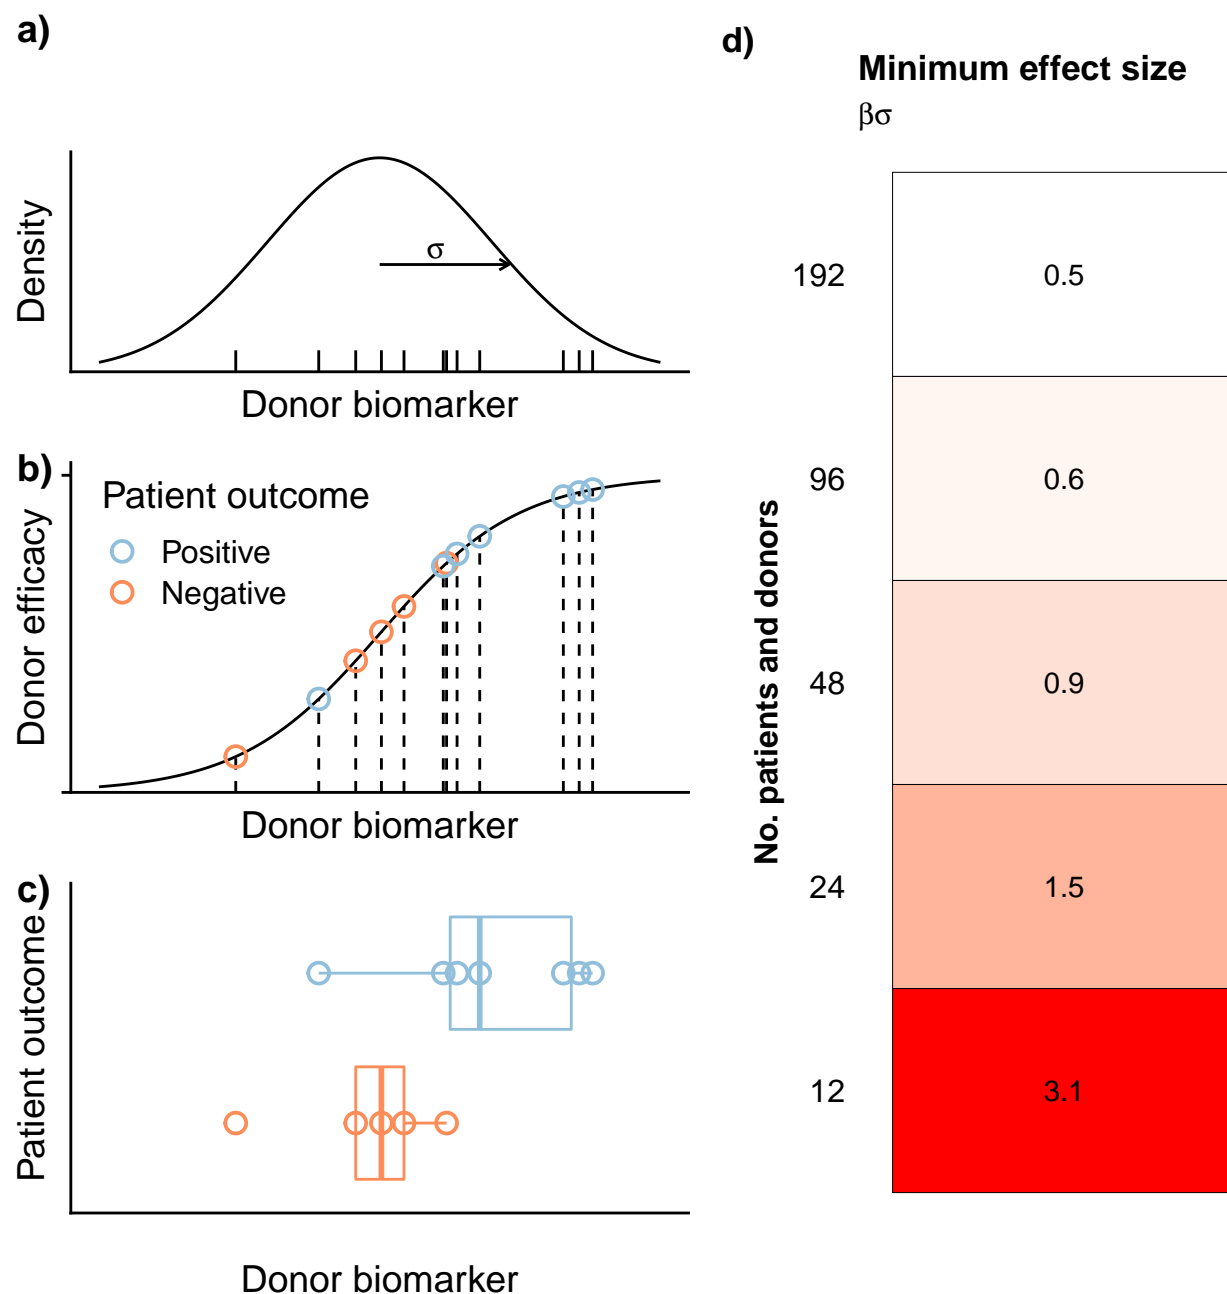 a)
Density
σ
Donor biomarker
b)
Donor efficacy
Patient outcome
Positive
Negative
Donor biomarker
c)
Patient outcome
Donor biomarker
d)
Minimum effect size
βσ
No. patients and donors
192
0.5
96
0.6
48
0.9
24
1.5
12
3.1